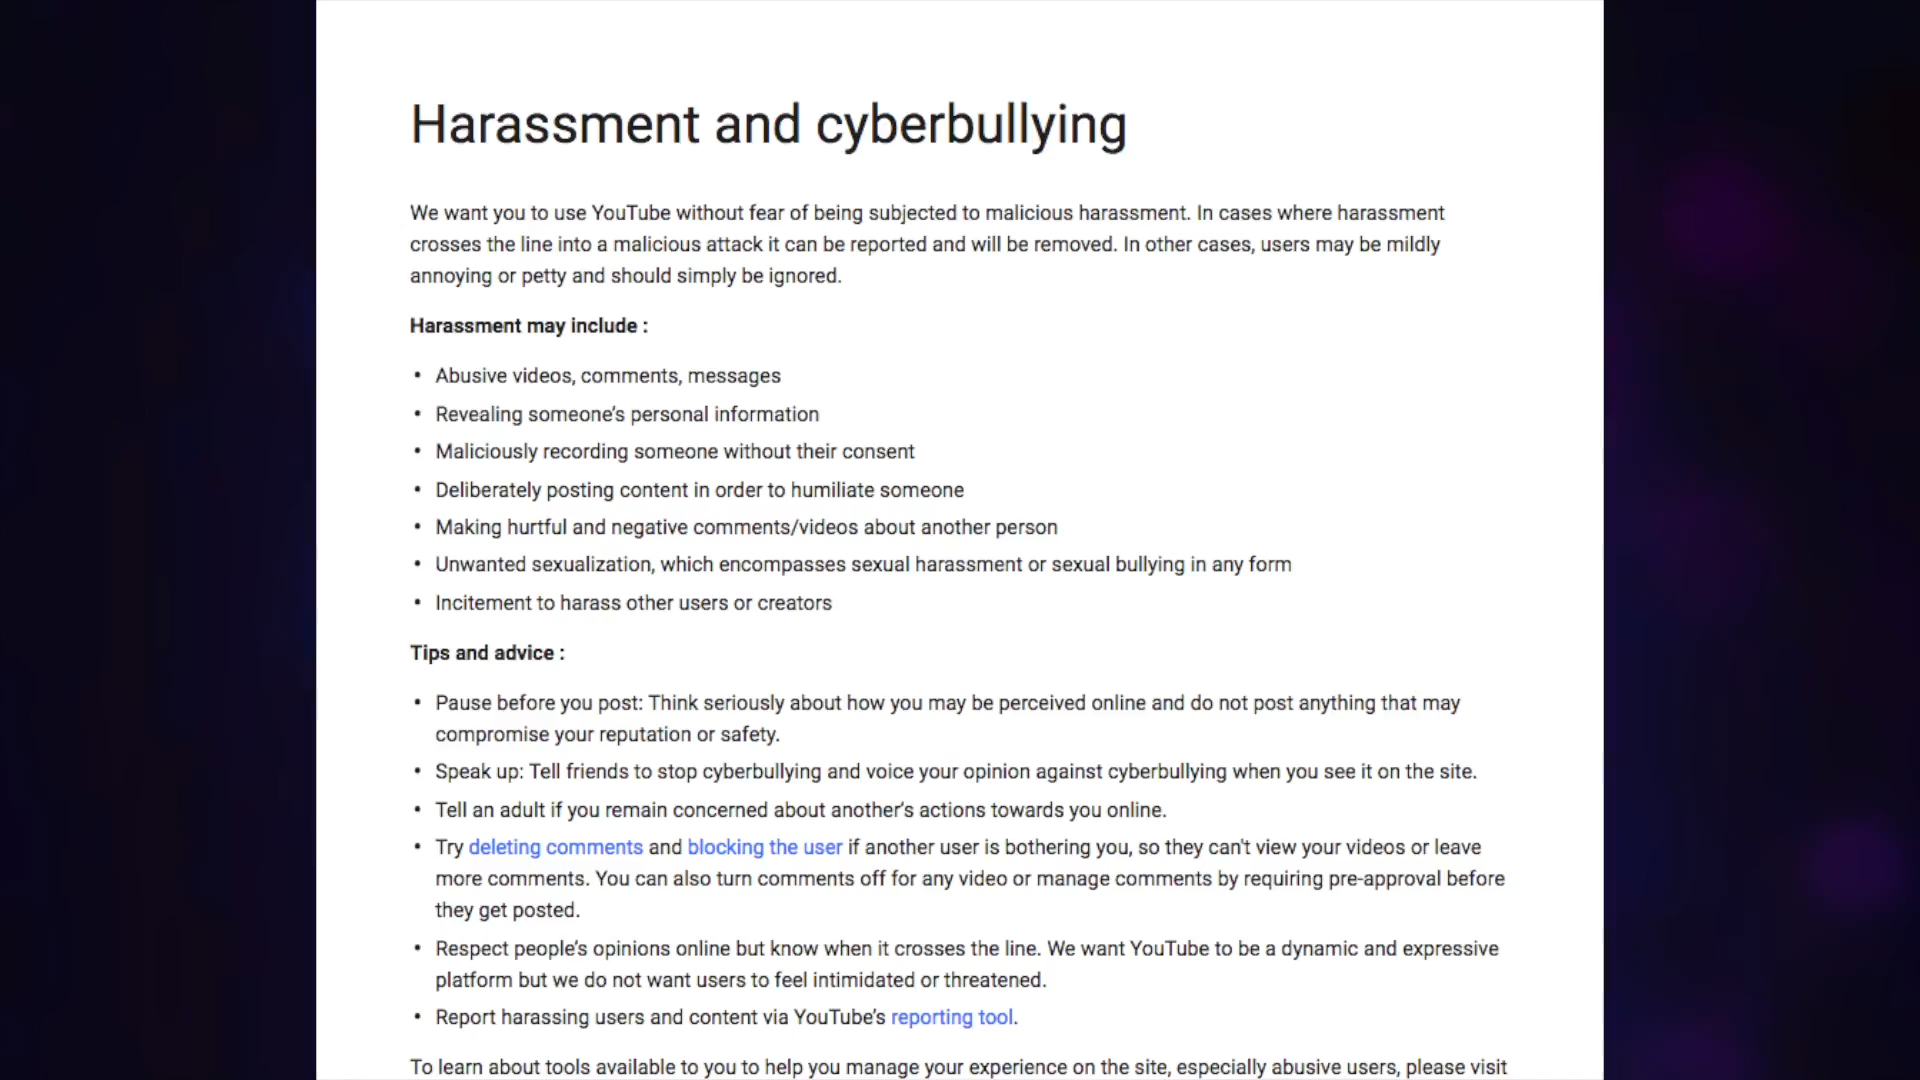 Harassment and cyberbullying
We want you to use YouTube without fear of being subjected to malicious harassment. In cases where harassment
crosses the line into a malicious attack it can be reported and will be removed. In other cases, users may be mildly
annoying or petty and should simply be ignored.
Harassment may include :
• Abusive videos, comments, messages
• Revealing someone's personal information
• Maliciously recording someone without their consent
• Deliberately posting content in order to humiliate someone
• Making hurtful and negative comments/videos about another person
• Unwanted sexualization, which encompasses sexual harassment or sexual bullying in any form
• Incitement to harass other users or creators
Tips and advice :
• Pause before you post: Think seriously about how you may be perceived online and do not post anything that may
compromise your reputation or safety.
• Speak up: Tell friends to stop cyberbullying and voice your opinion against cyberbullying when you see it on the site.
• Tell an adult if you remain concerned about another's actions towards you online.
• Try deleting comments and blocking the user if another user is bothering you, so they can't view your videos or leave
more comments. You can also turn comments off for any video or manage comments by requiring pre-approval before
they get posted.
• Respect people's opinions online but know when it crosses the line. We want YouTube to be a dynamic and expressive
platform but we do not want users to feel intimidated or threatened.
• Report harassing users and content via YouTube's reporting tool.
To learn about tools available to you to help you manage your experience on the site, especially abusive users, please visit